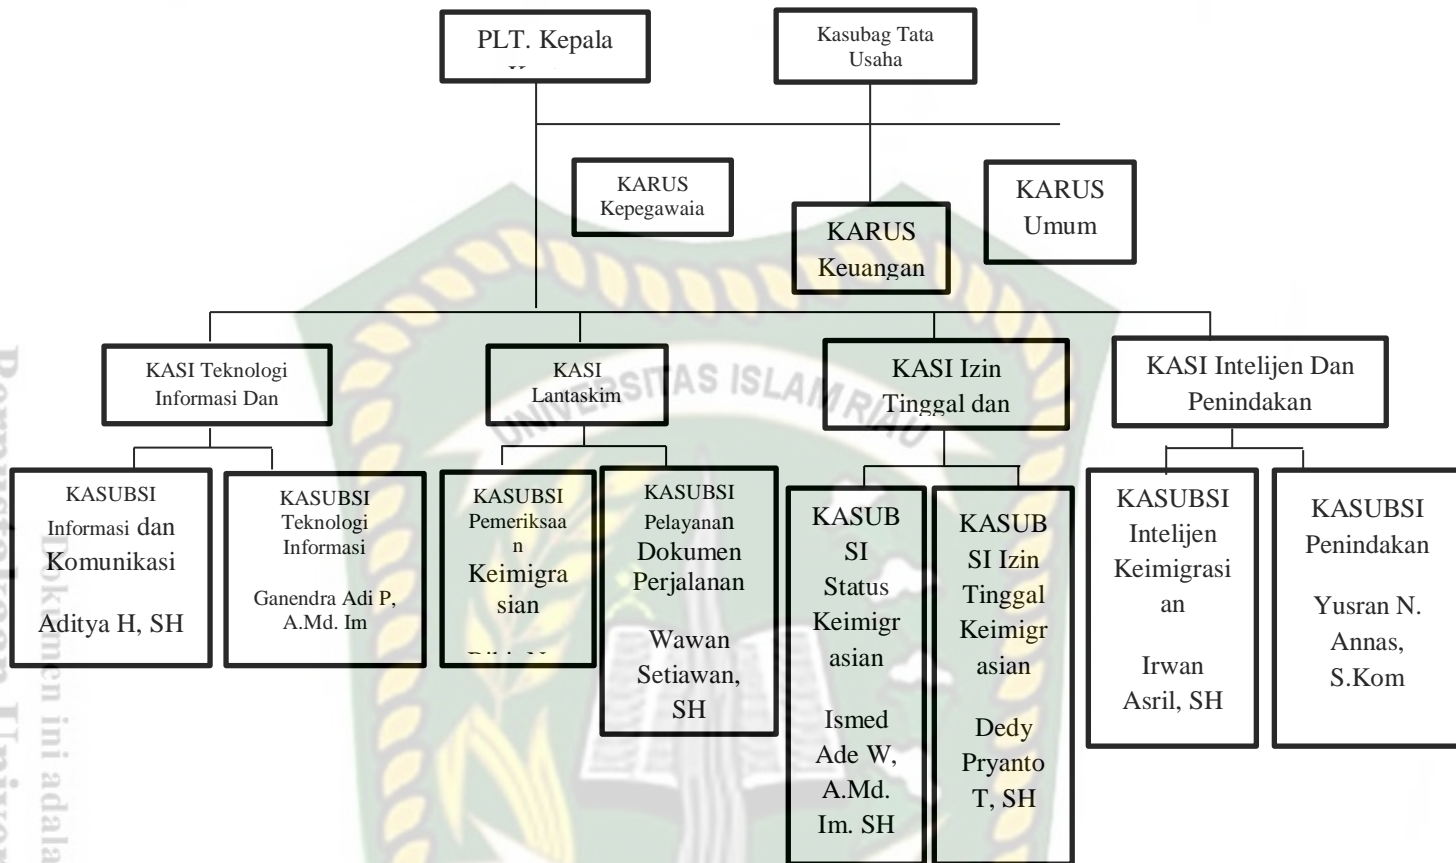 PLT. Kepala
Kasubag Tata
Usaha
KARUS
Kepegawaia
KARUS
Keuangan
KARUS
Umum
KASI Teknologi
Informasi Dan
KASI
Lantaskim
KASI Izin
Tinggal dan
KASI Intelijen Dan
Penindakan
KASUBSI
Informasi dan
Komunikasi
Aditya H, SH
KASUBSI
Teknologi
Informasi
Ganendra Adi P,
A.Md. Im
KASUBSI
Pemeriksaa
n
Keimigra
sian
KASUBSI
Pelayanan
Dokumen
Perjalanan
Wawan
Setiawan,
SH
KASUB
SI
Status
Keimigr
asian
Ismed
Ade W,
A.Md.
Im. SH
KASUB
SI Izin
Tinggal
Keimigr
asian
Dedy
Pryanto
T, SH
KASUBSI
Intelijen
Keimigrasi
an
Irwan
Asril, SH
KASUBSI
Penindakan
Yusran N.
Annas,
S.Kom
UNIVERSITAS ISLAM RIAU
Dokumen ini adala